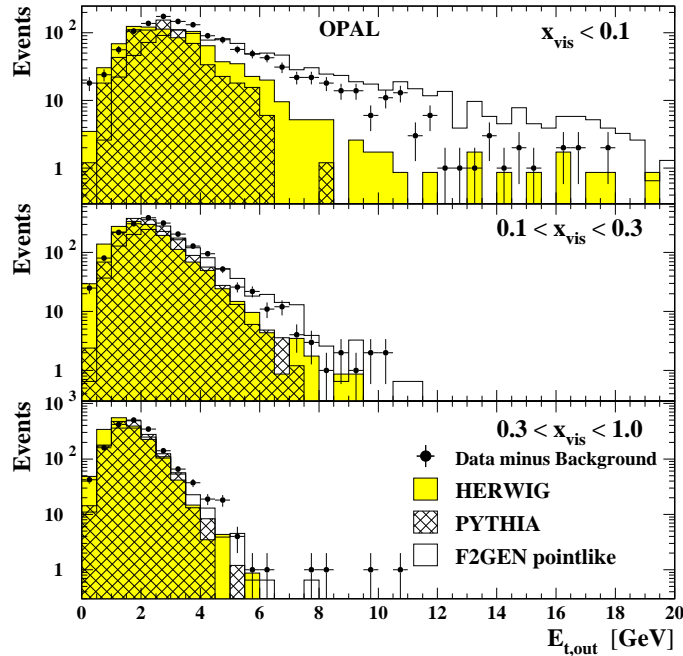 OPAL
x_vis < 0.1
Events
10^2
10
1
0.1 < x_vis < 0.3
Events
10^2
10
1
0.3 < x_vis < 1.0
Events
10^3
10^2
10
1
Data minus Background
HERWIG
PYTHIA
F2GEN pointlike
0 2 4 6 8 10 12 14 16 18 20
E_t,out [GeV]